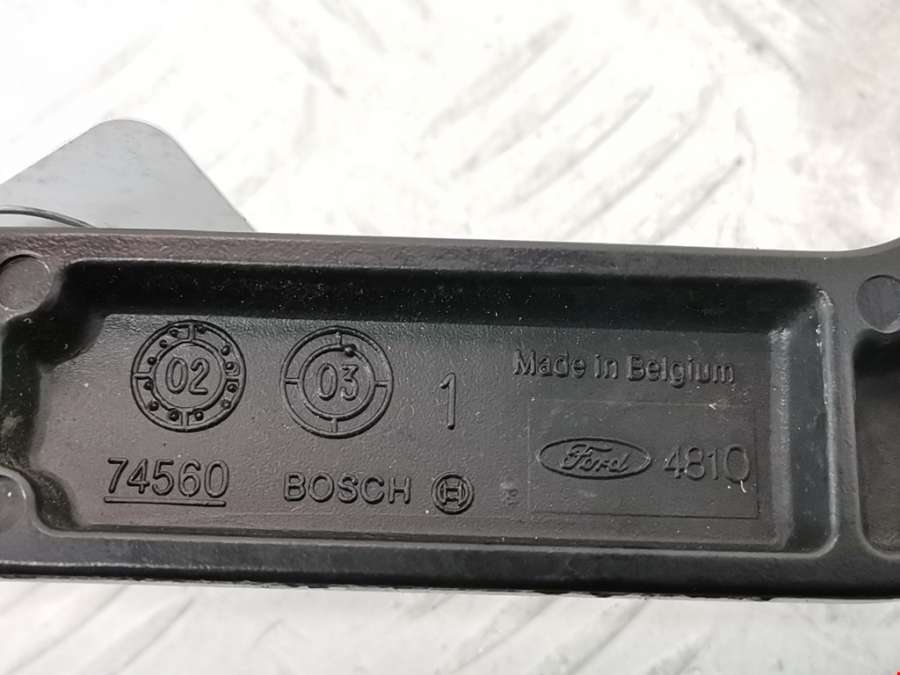 02 03 1 Made in Belgium
74560 BOSCH Ford 4810